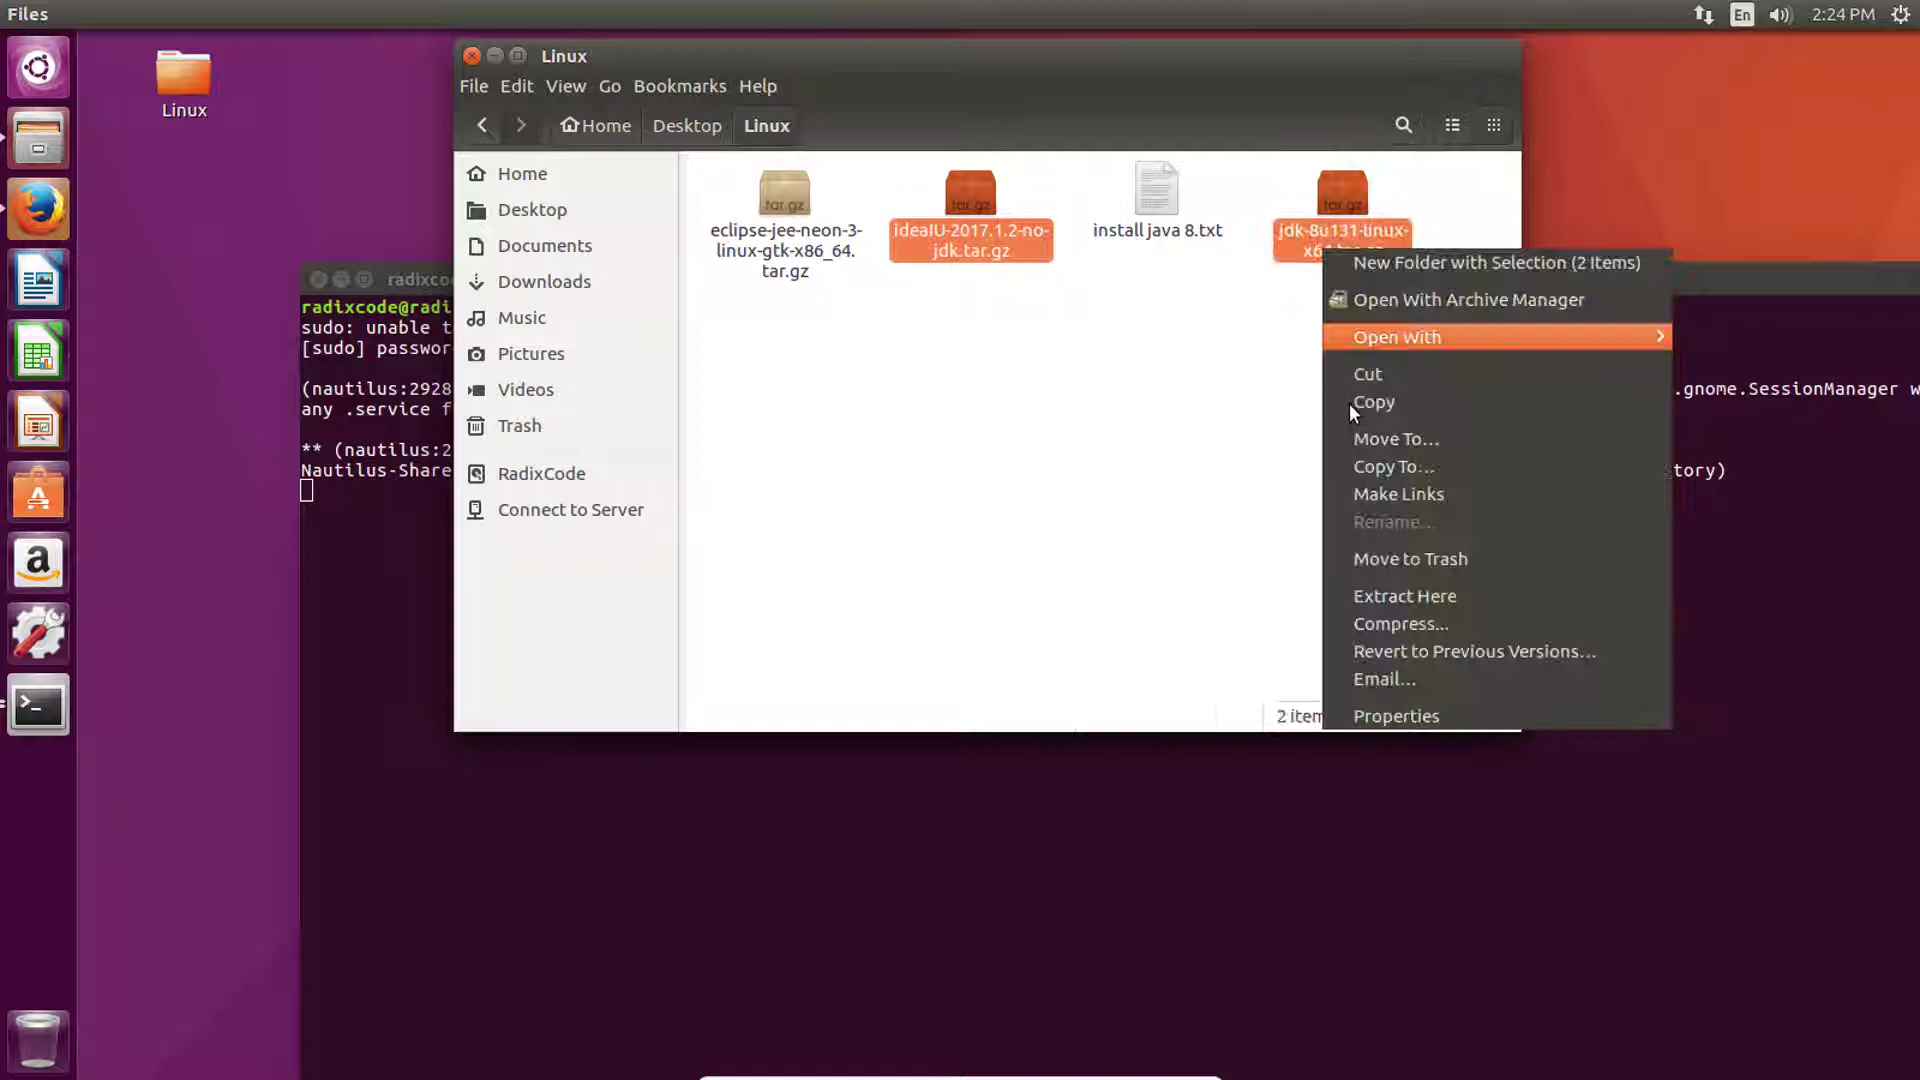 Files
En
2:24 PM
Linux
Linux
File Edit View Go Bookmarks Help
Home Desktop Linux
Home
Desktop
Documents
Downloads
Music
Pictures
Videos
Trash
RadixCode
Connect to Server
tar.gz
eclipse-jee-neon-3-
linux-gtk-x86_64.
tar.gz
tar.gz
ideaIU-2017.1.2-no-
jdk.tar.gz
install java 8.txt
tar.gz
jdk-8u131-linux-
New Folder with Selection (2 Items)
Open With Archive Manager
Open With
Cut
Copy
Move To...
Copy To...
Make Links
Rename...
Move to Trash
Extract Here
Compress...
Revert to Previous Versions...
Email...
Properties
2 item
radixco
radixcode@radi
sudo: unable t
[sudo] passwor
(nautilus:2928 .gnome.SessionManager w
any .service f
** (nautilus:2
Nautilus-Share tory)